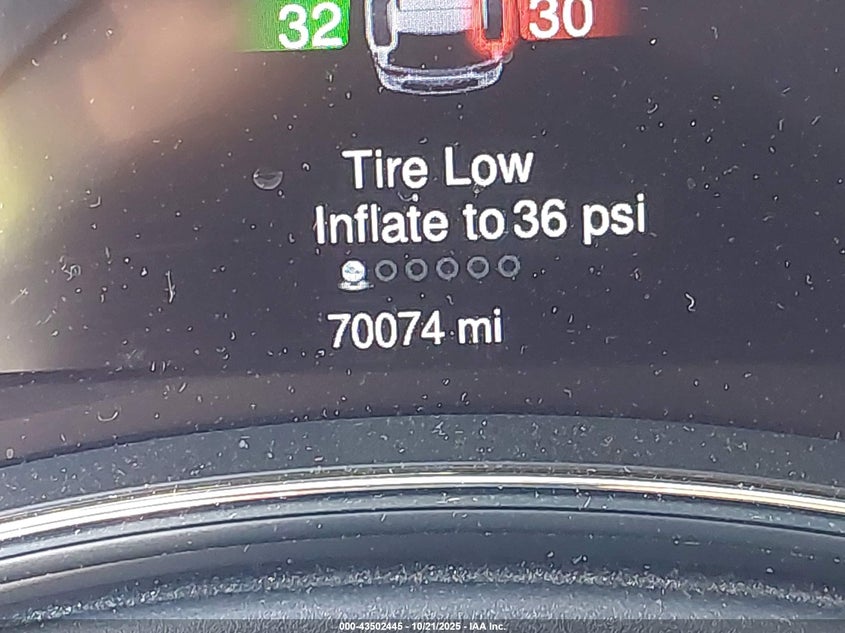 32 30
Tire Low
Inflate to 36 psi
70074 mi
000-43502445 - 10/21/2025 - IAA Inc.